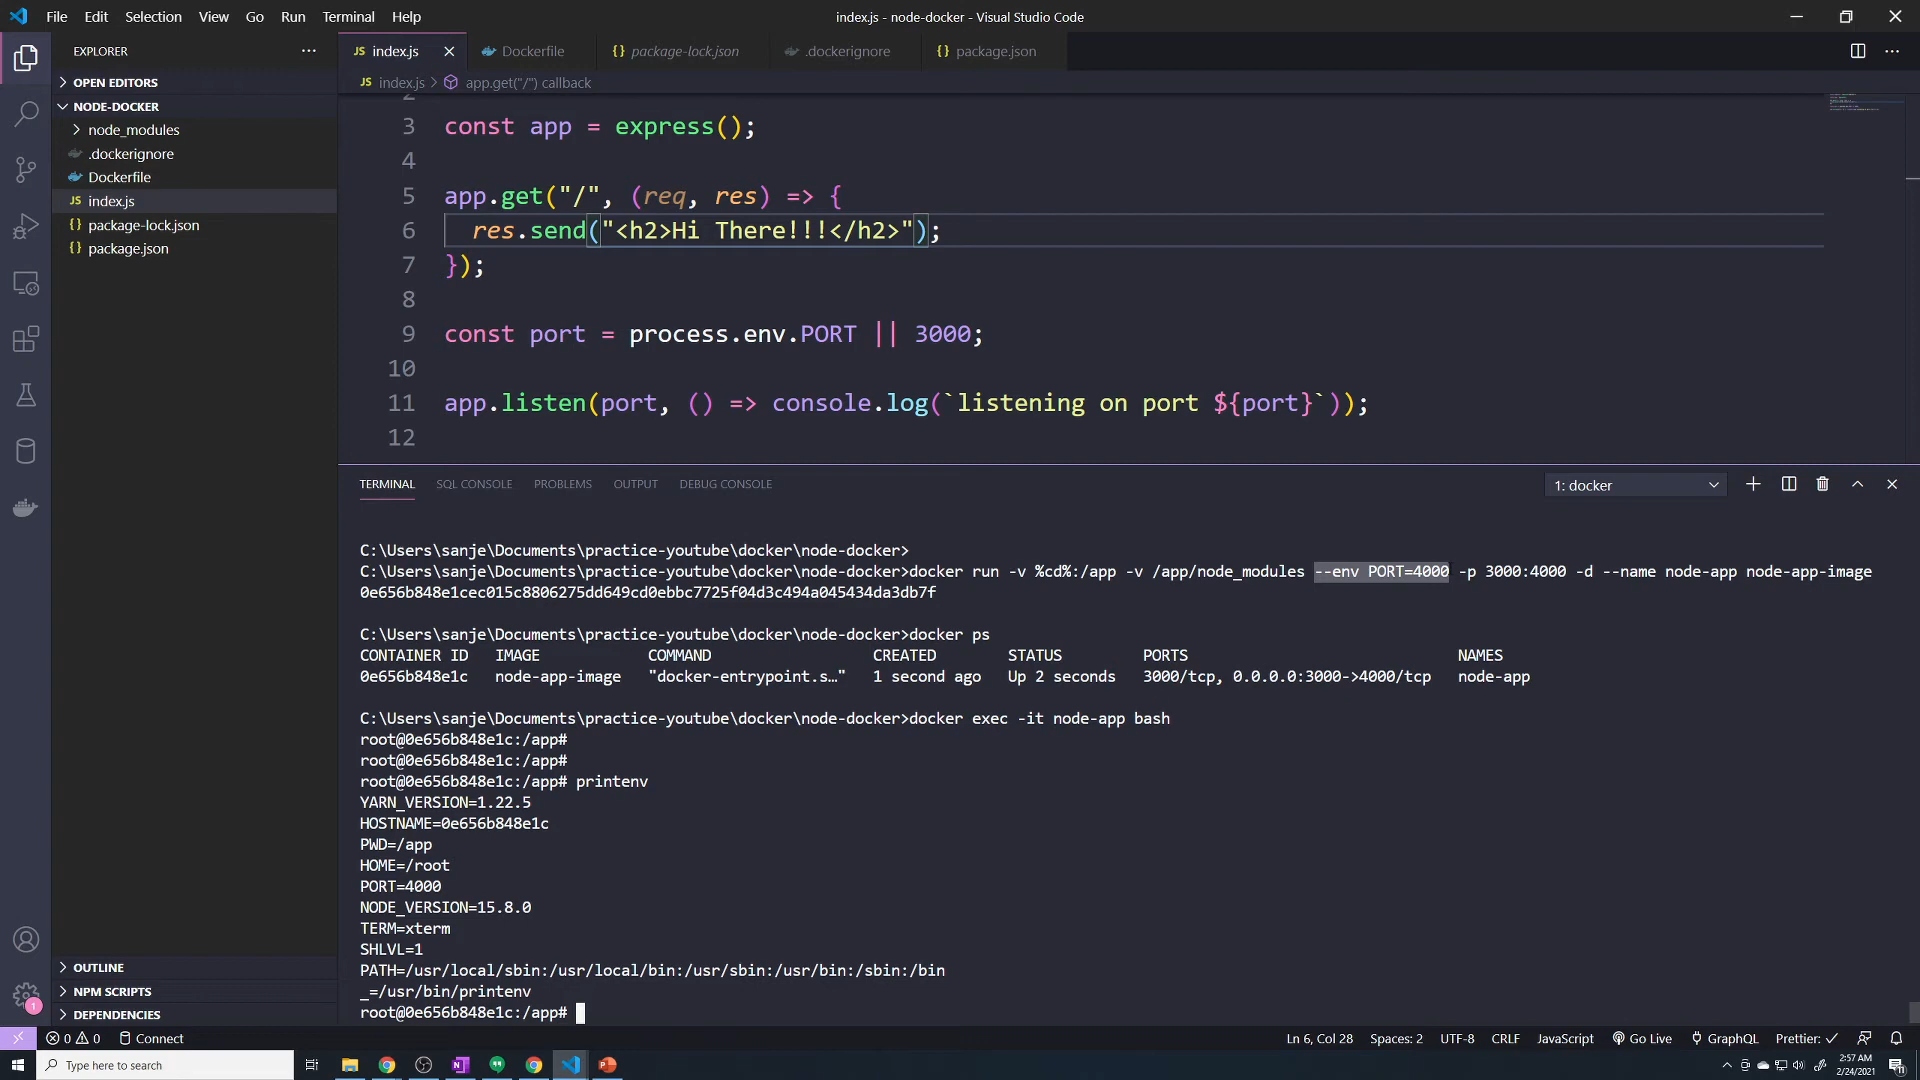 File Edit Selection View Go Run Terminal Help
index.js - node-docker - Visual Studio Code
EXPLORER
OPEN EDITORS
NODE-DOCKER
node_modules
.dockerignore
Dockerfile
JS index.js
{} package-lock.json
{} package.json
OUTLINE
NPM SCRIPTS
DEPENDENCIES
JS index.js Dockerfile {} package-lock.json .dockerignore {} package.json
JS index.js > app.get("/") callback
2
3 const app = express();
4
5 app.get("/", (req, res) => {
6 res.send("<h2>Hi There!!!</h2>");
7 });
8
9 const port = process.env.PORT || 3000;
10
11 app.listen(port, () => console.log(`listening on port ${port}`));
12
TERMINAL SQL CONSOLE PROBLEMS OUTPUT DEBUG CONSOLE 1: docker
C:\Users\sanje\Documents\practice-youtube\docker\node-docker>
C:\Users\sanje\Documents\practice-youtube\docker\node-docker>docker run -v %cd%:/app -v /app/node_modules --env PORT=4000 -p 3000:4000 -d --name node-app node-app-image
0e656b848e1cec015c8806275dd649cd0ebbc7725f04d3c494a045434da3db7f
C:\Users\sanje\Documents\practice-youtube\docker\node-docker>docker ps
CONTAINER ID IMAGE COMMAND CREATED STATUS PORTS NAMES
0e656b848e1c node-app-image "docker-entrypoint.s…" 1 second ago Up 2 seconds 3000/tcp, 0.0.0.0:3000->4000/tcp node-app
C:\Users\sanje\Documents\practice-youtube\docker\node-docker>docker exec -it node-app bash
root@0e656b848e1c:/app#
root@0e656b848e1c:/app#
root@0e656b848e1c:/app# printenv
YARN_VERSION=1.22.5
HOSTNAME=0e656b848e1c
PWD=/app
HOME=/root
PORT=4000
NODE_VERSION=15.8.0
TERM=xterm
SHLVL=1
PATH=/usr/local/sbin:/usr/local/bin:/usr/sbin:/usr/bin:/sbin:/bin
_=/usr/bin/printenv
root@0e656b848e1c:/app#
1
0 0 Connect Ln 6, Col 28 Spaces: 2 UTF-8 CRLF JavaScript Go Live GraphQL Prettier:
Type here to search
2:57 AM
2/24/2021